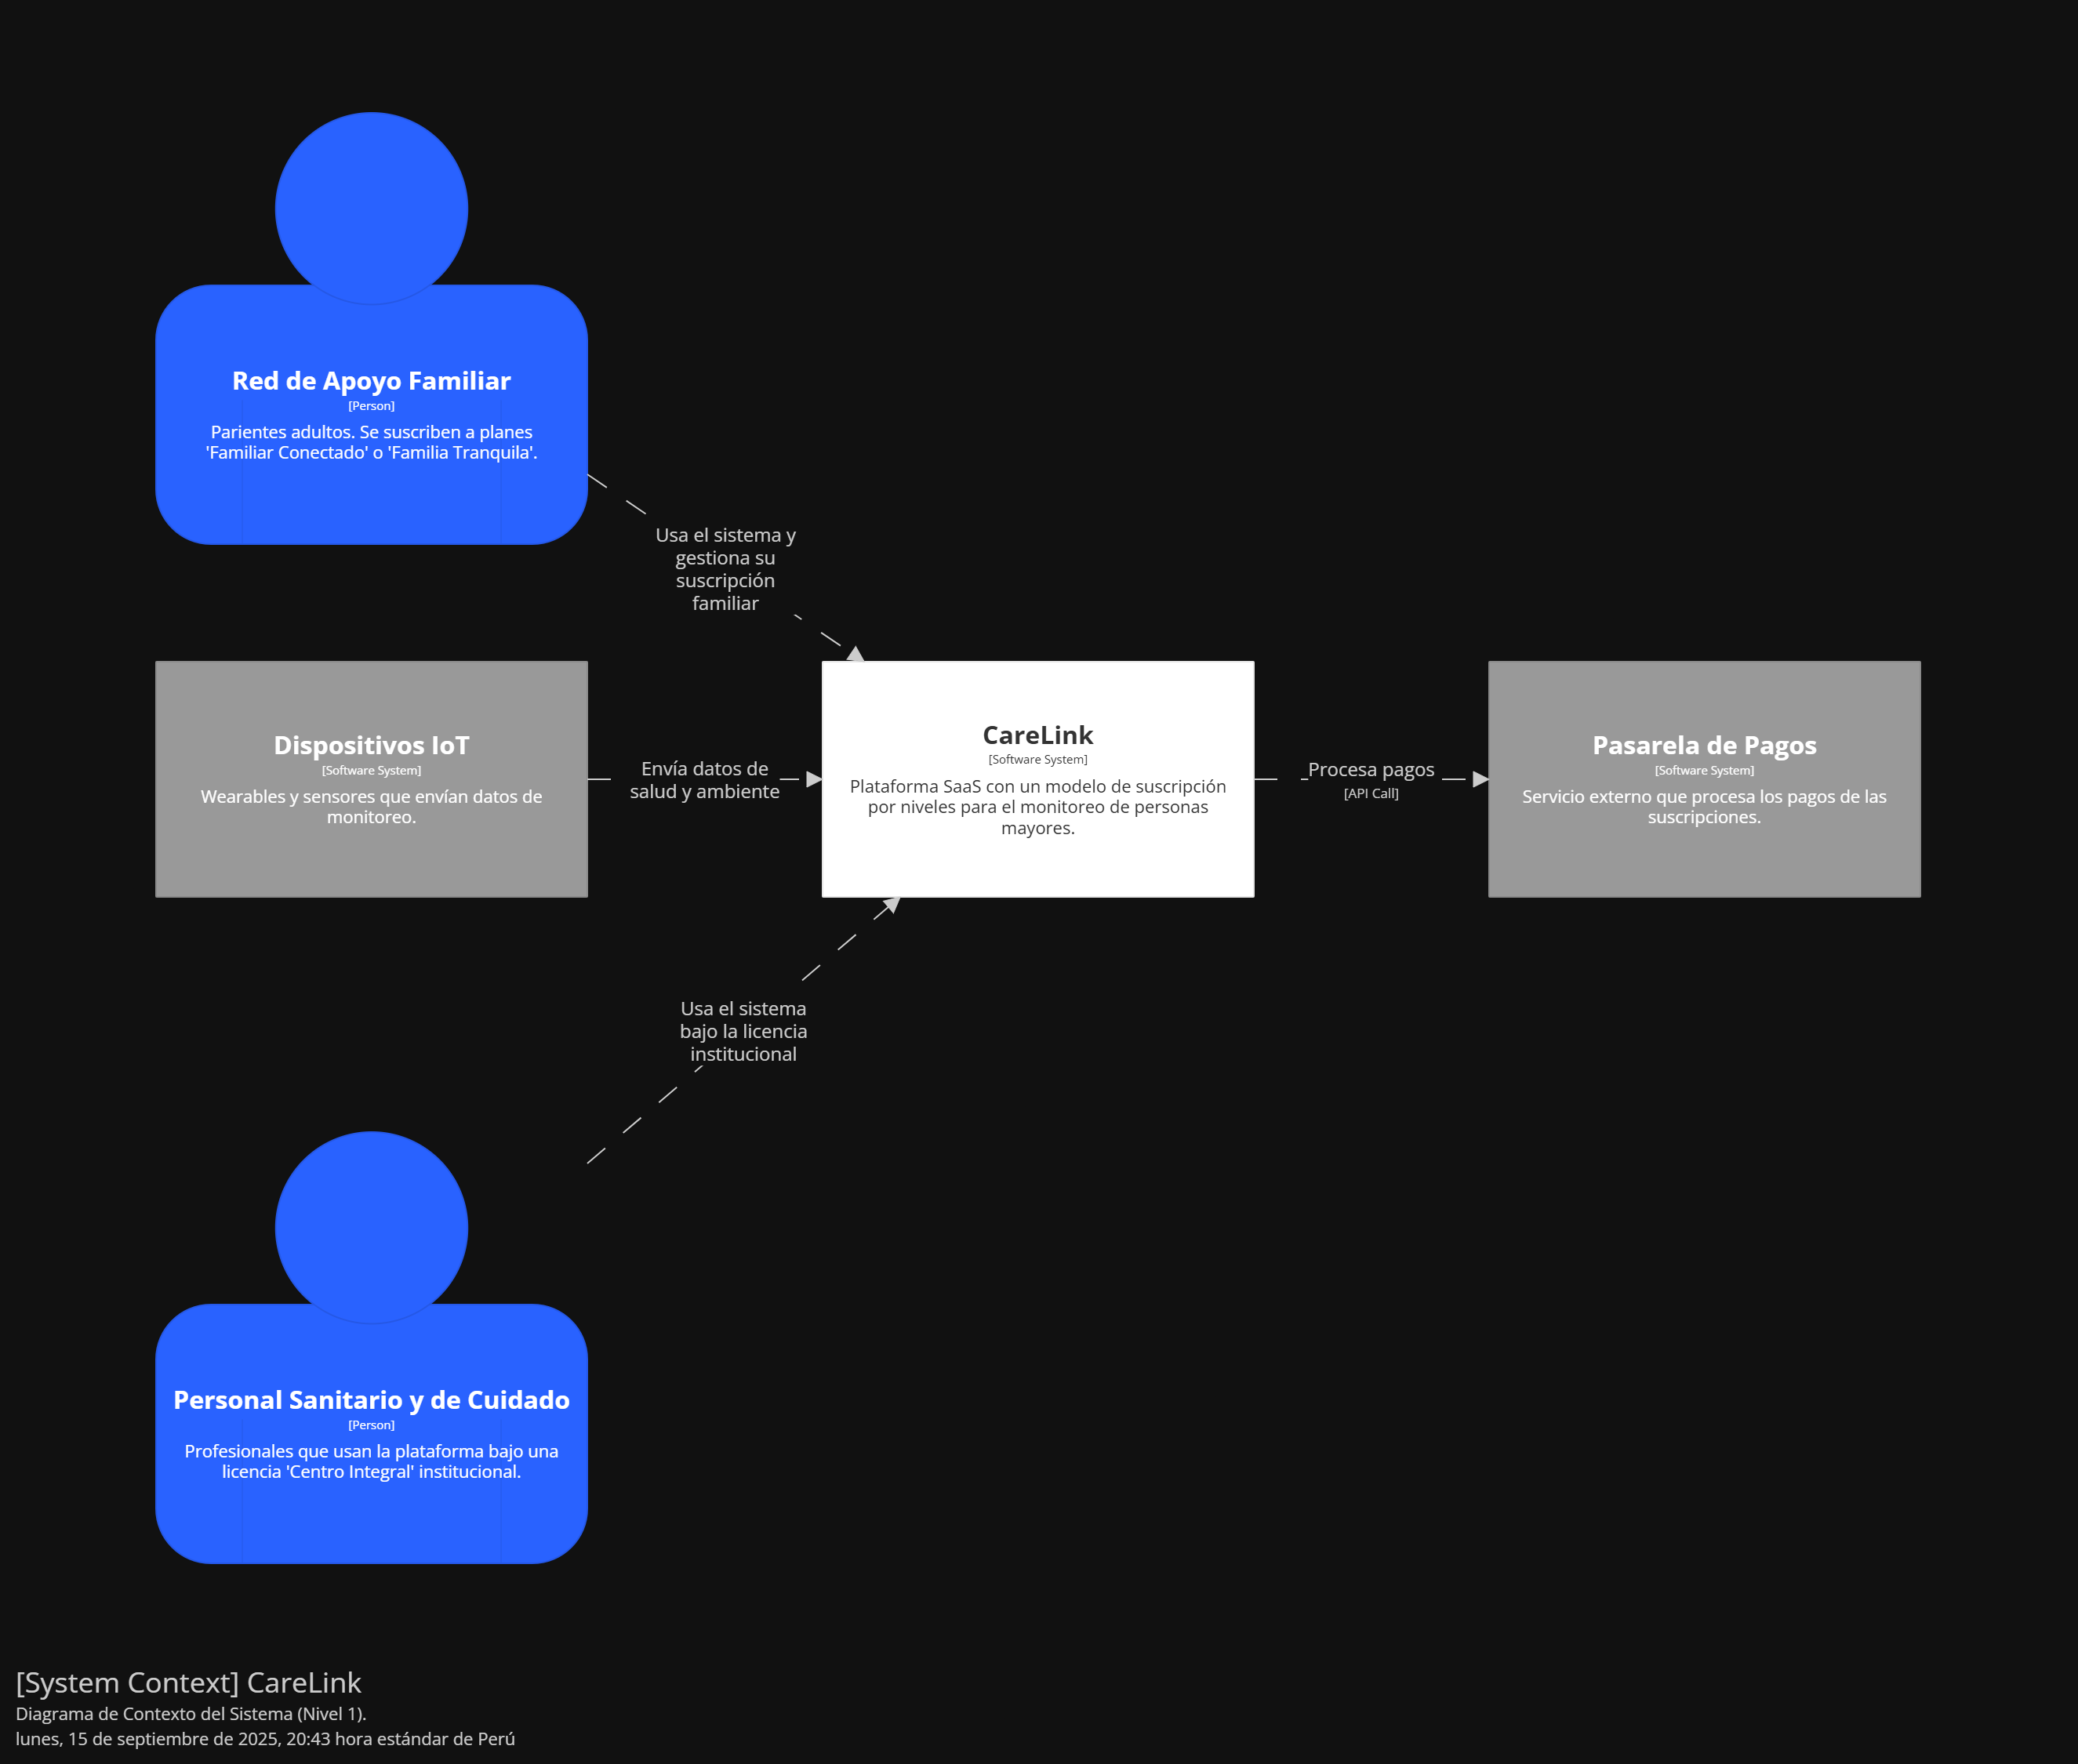 Red de Apoyo Familiar
[Person]
Parientes adultos. Se suscriben a planes
'Familiar Conectado' o 'Familia Tranquila'.
Usa el sistema y
gestiona su
suscripción
familiar
Dispositivos IoT
[Software System]
Wearables y sensores que envían datos de
monitoreo.
Envía datos de
salud y ambiente
CareLink
[Software System]
Plataforma SaaS con un modelo de suscripción
por niveles para el monitoreo de personas
mayores.
Procesa pagos
[API Call]
Pasarela de Pagos
[Software System]
Servicio externo que procesa los pagos de las
suscripciones.
Usa el sistema
bajo la licencia
institucional
Personal Sanitario y de Cuidado
[Person]
Profesionales que usan la plataforma bajo una
licencia 'Centro Integral' institucional.
[System Context] CareLink
Diagrama de Contexto del Sistema (Nivel 1).
lunes, 15 de septiembre de 2025, 20:43 hora estándar de Perú